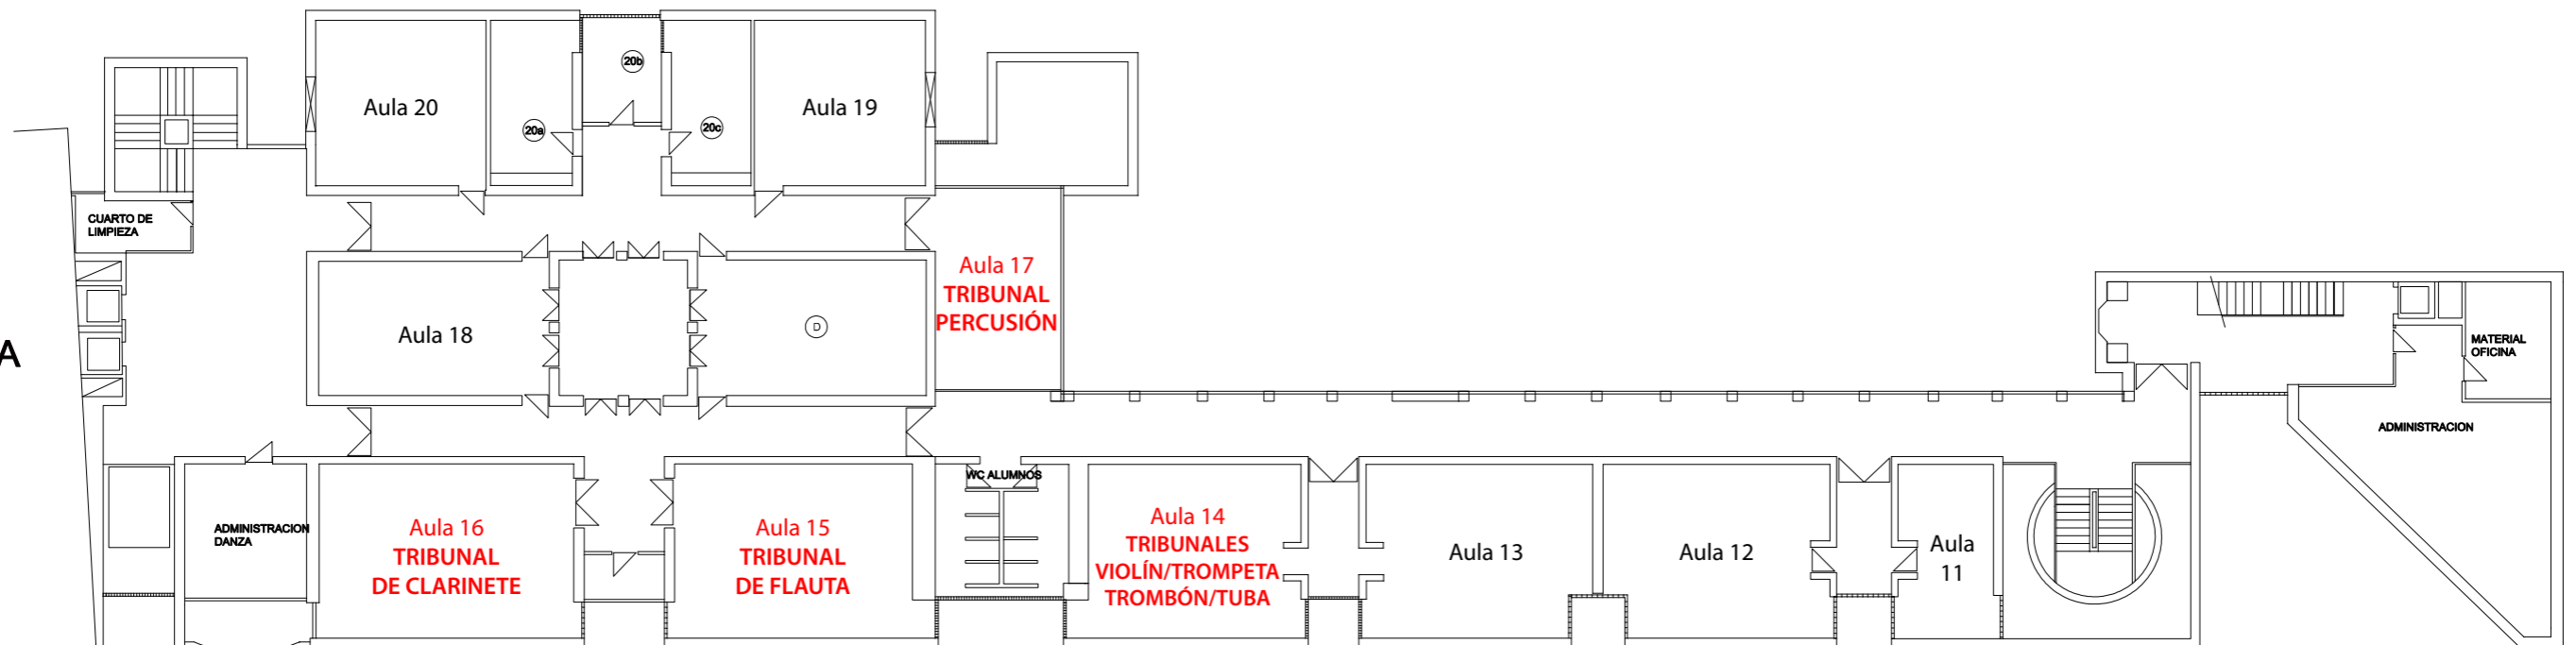 Aula 20
20a
20b
20c
Aula 19
CUARTO DE
LIMPIEZA
Aula 18
D
Aula 17
TRIBUNAL
PERCUSIÓN
A
MATERIAL
OFICINA
ADMINISTRACION
ADMINISTRACION
DANZA
Aula 16
TRIBUNAL
DE CLARINETE
Aula 15
TRIBUNAL
DE FLAUTA
WC ALUMNOS
Aula 14
TRIBUNALES
VIOLÍN/TROMPETA
TROMBÓN/TUBA
Aula 13
Aula 12
Aula
11